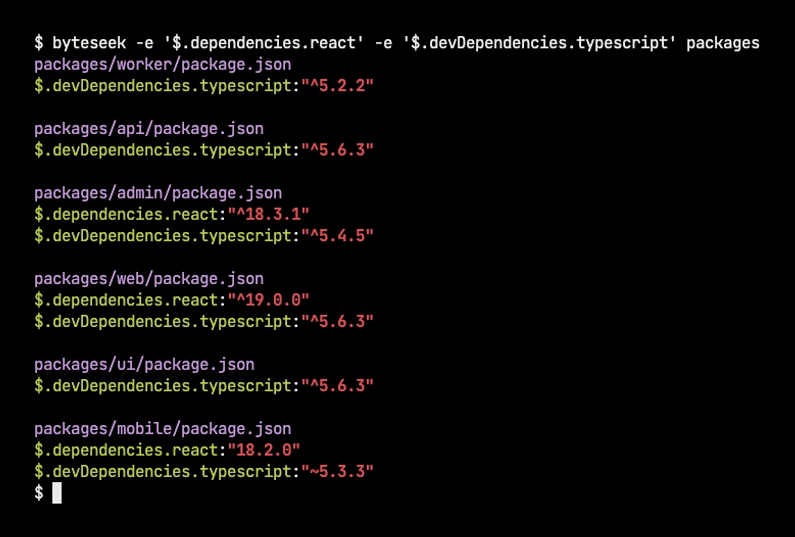 $ byteseek -e '$.dependencies.react' -e '$.devDependencies.typescript' packages
packages/worker/package.json
$.devDependencies.typescript:"^5.2.2"
packages/api/package.json
$.devDependencies.typescript:"^5.6.3"
packages/admin/package.json
$.dependencies.react:"^18.3.1"
$.devDependencies.typescript:"^5.4.5"
packages/web/package.json
$.dependencies.react:"^19.0.0"
$.devDependencies.typescript:"^5.6.3"
packages/ui/package.json
$.devDependencies.typescript:"^5.6.3"
packages/mobile/package.json
$.dependencies.react:"18.2.0"
$.devDependencies.typescript:"~5.3.3"
$